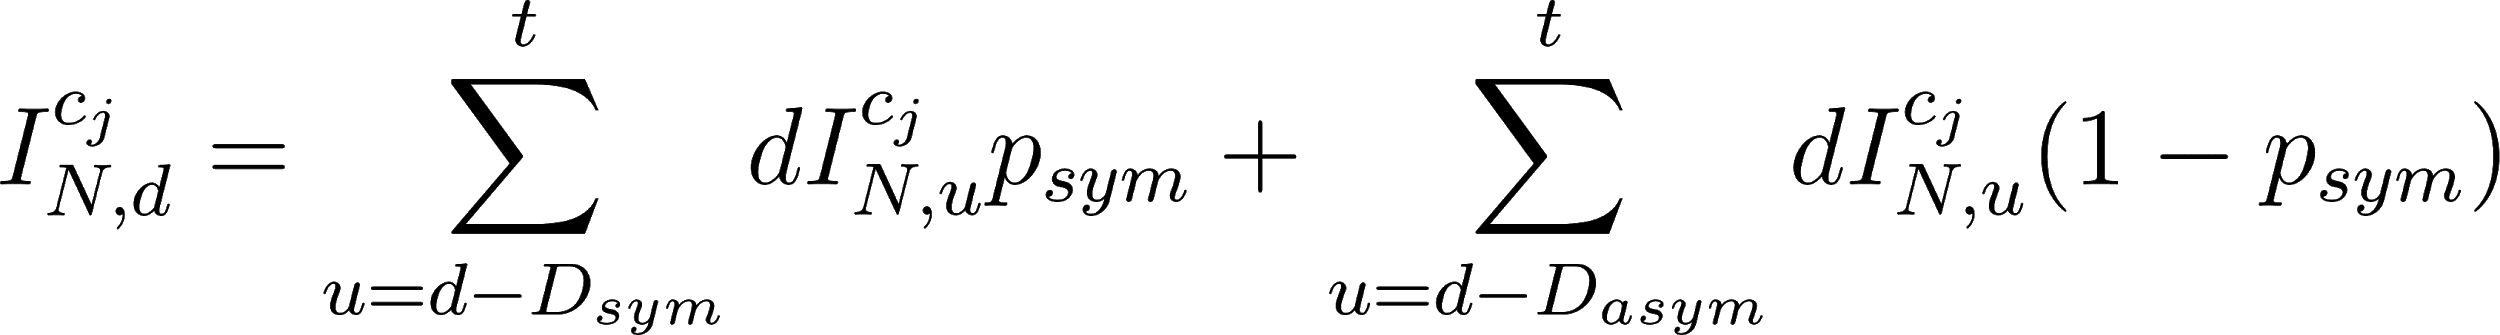 I_{N,d}^{c_j} = \sum_{u=d-D_{sym}}^{t} dI_{N,u}^{c_j} p_{sym} + \sum_{u=d-D_{asym}}^{t} dI_{N,u}^{c_j} (1 - p_{sym})